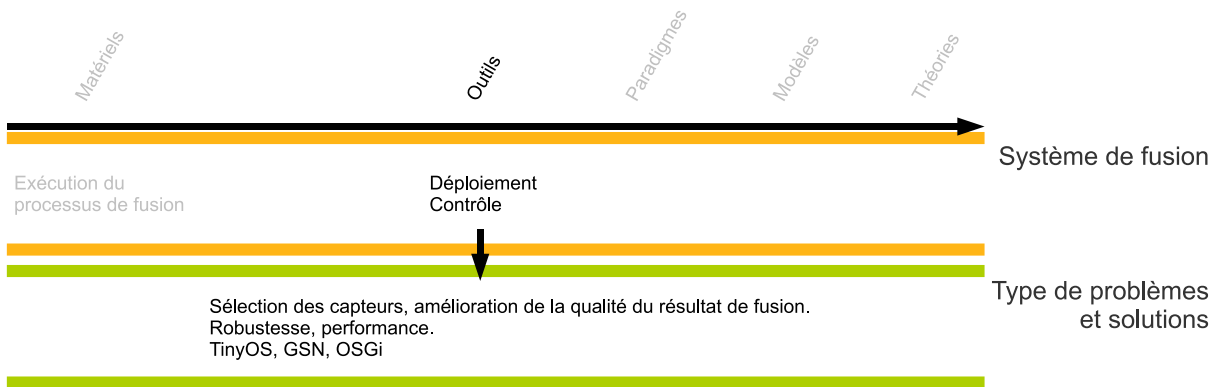 Matériels
Outils
Paradigmes
Modèles
Théories
Système de fusion
Exécution du
processus de fusion
Déploiement
Contrôle
Type de problèmes
et solutions
Sélection des capteurs, amélioration de la qualité du résultat de fusion.
Robustesse, performance.
TinyOS, GSN, OSGi